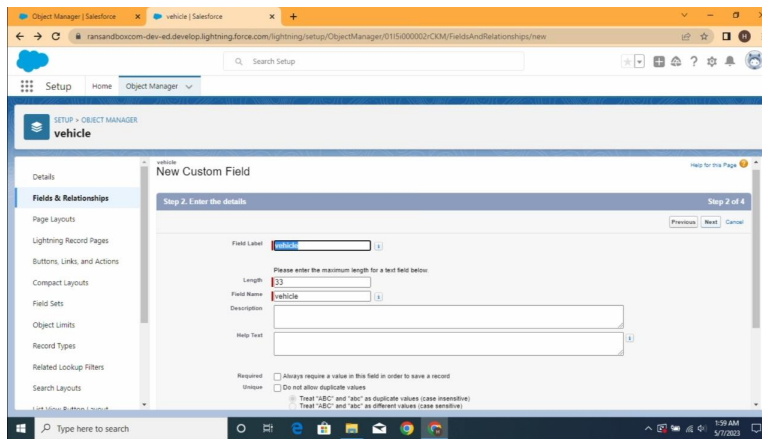 Object Manager | Salesforce
vehicle | Salesforce
ransandboxcom-dev-ed.develop.lightning.force.com/lightning/setup/ObjectManager/01I5i000002rCKM/FieldsAndRelationships/new
Search Setup
Setup
Home
Object Manager
SETUP > OBJECT MANAGER
vehicle
Details
Fields & Relationships
Page Layouts
Lightning Record Pages
Buttons, Links, and Actions
Compact Layouts
Field Sets
Object Limits
Record Types
Related Lookup Filters
Search Layouts
List View Button Layout
vehicle
New Custom Field
Help for this Page
Step 2. Enter the details
Step 2 of 4
Previous Next Cancel
Field Label vehicle
Please enter the maximum length for a text field below.
Length 33
Field Name vehicle
Description
Help Text
Required Always require a value in this field in order to save a record
Unique Do not allow duplicate values
Treat "ABC" and "abc" as duplicate values (case insensitive)
Treat "ABC" and "abc" as different values (case sensitive)
Type here to search
1:59 AM
5/7/2023